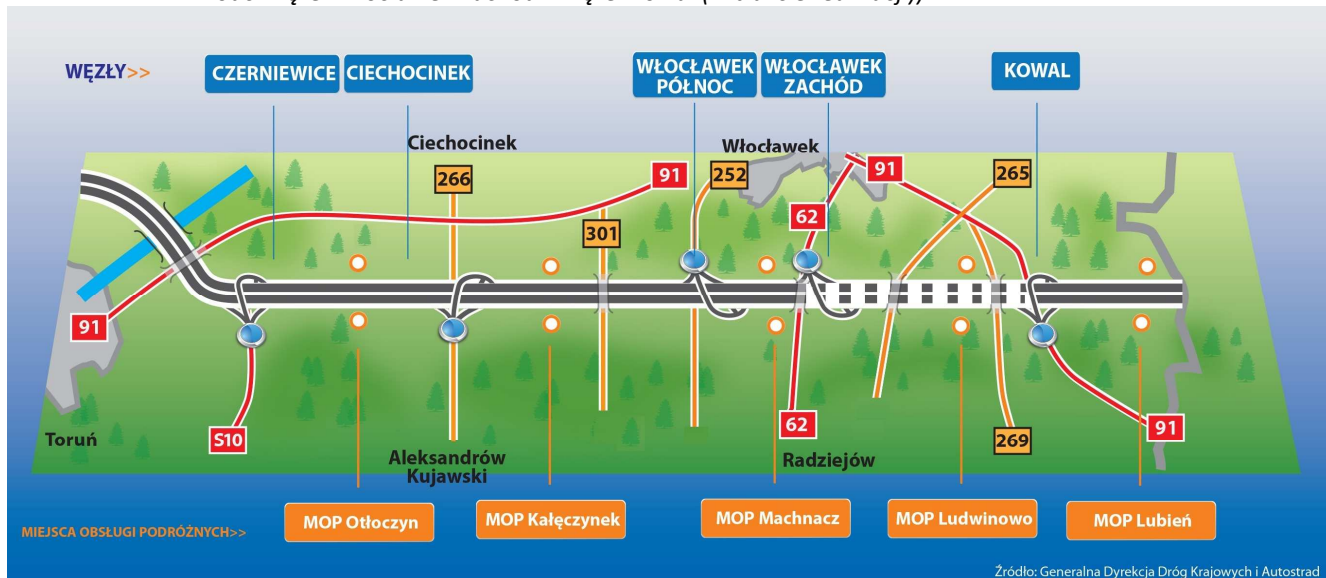 WĘZŁY>>
CZERNIEWICE
CIECHOCINEK
WŁOCŁAWEK
PÓŁNOC
WŁOCŁAWEK
ZACHÓD
KOWAL
Ciechocinek
Włocławek
266
91
252
91
265
62
301
91
S10
62
269
91
Toruń
Aleksandrów
Kujawski
Radziejów
MIEJSCA OBSŁUGI PODRÓŻNYCH>>
MOP Otłoczyn
MOP Kałęczynek
MOP Machnacz
MOP Ludwinowo
MOP Lubień
Źródło: Generalna Dyrekcja Dróg Krajowych i Autostrad